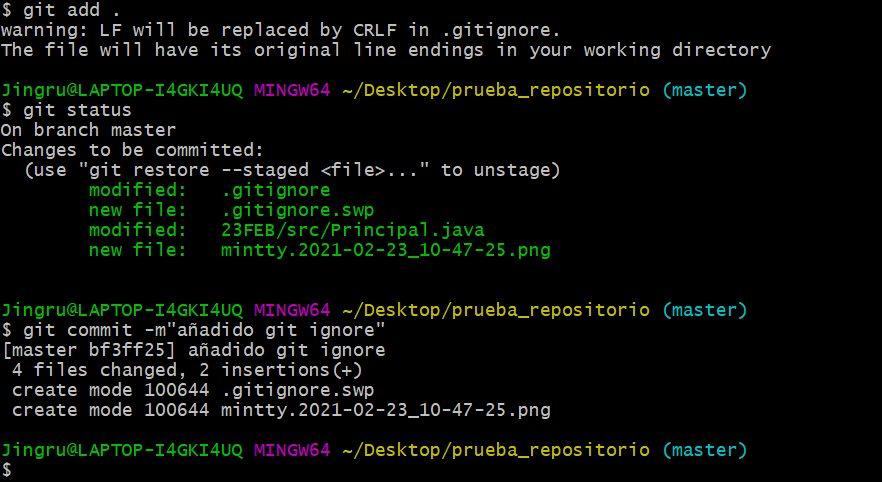 $ git add .
warning: LF will be replaced by CRLF in .gitignore.
The file will have its original line endings in your working directory
Jingru@LAPTOP-I4GKI4UQ MINGW64 ~/Desktop/prueba_repositorio (master)
$ git status
On branch master
Changes to be committed:
  (use "git restore --staged <file>..." to unstage)
        modified:   .gitignore
        new file:   .gitignore.swp
        modified:   23FEB/src/Principal.java
        new file:   mintty.2021-02-23_10-47-25.png
Jingru@LAPTOP-I4GKI4UQ MINGW64 ~/Desktop/prueba_repositorio (master)
$ git commit -m"añadido git ignore"
[master bf3ff25] añadido git ignore
 4 files changed, 2 insertions(+)
 create mode 100644 .gitignore.swp
 create mode 100644 mintty.2021-02-23_10-47-25.png
Jingru@LAPTOP-I4GKI4UQ MINGW64 ~/Desktop/prueba_repositorio (master)
$